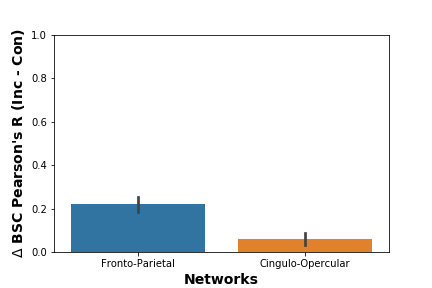 Δ BSC Pearson's R (Inc - Con)
1.0
0.8
0.6
0.4
0.2
0.0
Fronto-Parietal
Cingulo-Opercular
Networks